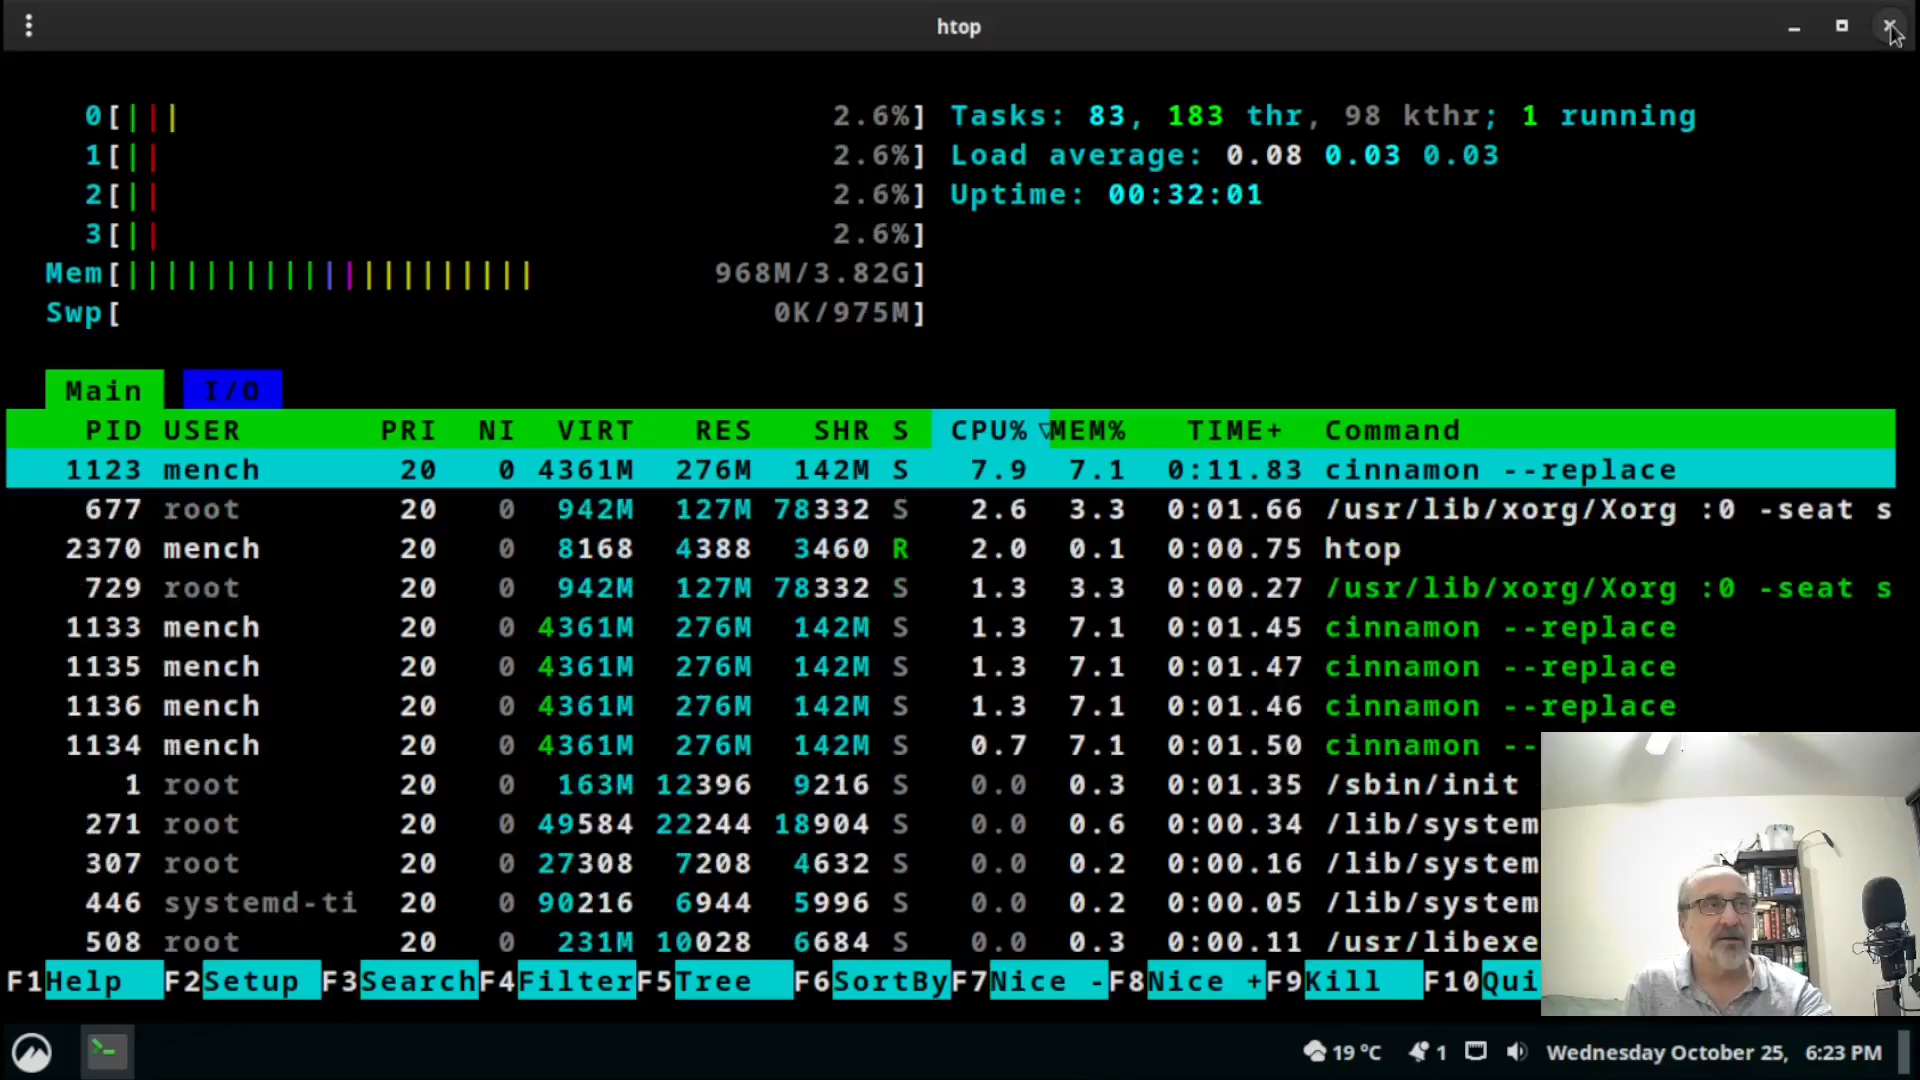 htop
0[||| 2.6%] Tasks: 83, 183 thr, 98 kthr; 1 running
1[|| 2.6%] Load average: 0.08 0.03 0.03
2[|| 2.6%] Uptime: 00:32:01
3[|| 2.6%]
Mem[||||||||||||||||||||| 968M/3.82G]
Swp[ 0K/975M]
Main I/O
PID USER PRI NI VIRT RES SHR S CPU%▽MEM% TIME+ Command
1123 mench 20 0 4361M 276M 142M S 7.9 7.1 0:11.83 cinnamon --replace
677 root 20 0 942M 127M 78332 S 2.6 3.3 0:01.66 /usr/lib/xorg/Xorg :0 -seat s
2370 mench 20 0 8168 4388 3460 R 2.0 0.1 0:00.75 htop
729 root 20 0 942M 127M 78332 S 1.3 3.3 0:00.27 /usr/lib/xorg/Xorg :0 -seat s
1133 mench 20 0 4361M 276M 142M S 1.3 7.1 0:01.45 cinnamon --replace
1135 mench 20 0 4361M 276M 142M S 1.3 7.1 0:01.47 cinnamon --replace
1136 mench 20 0 4361M 276M 142M S 1.3 7.1 0:01.46 cinnamon --replace
1134 mench 20 0 4361M 276M 142M S 0.7 7.1 0:01.50 cinnamon --
1 root 20 0 163M 12396 9216 S 0.0 0.3 0:01.35 /sbin/init
271 root 20 0 49584 22244 18904 S 0.0 0.6 0:00.34 /lib/system
307 root 20 0 27308 7208 4632 S 0.0 0.2 0:00.16 /lib/system
446 systemd-ti 20 0 90216 6944 5996 S 0.0 0.2 0:00.05 /lib/system
508 root 20 0 231M 10028 6684 S 0.0 0.3 0:00.11 /usr/libexe
F1Help F2Setup F3SearchF4FilterF5Tree F6SortByF7Nice -F8Nice +F9Kill F10Qui
19 °C 1 Wednesday October 25, 6:23 PM